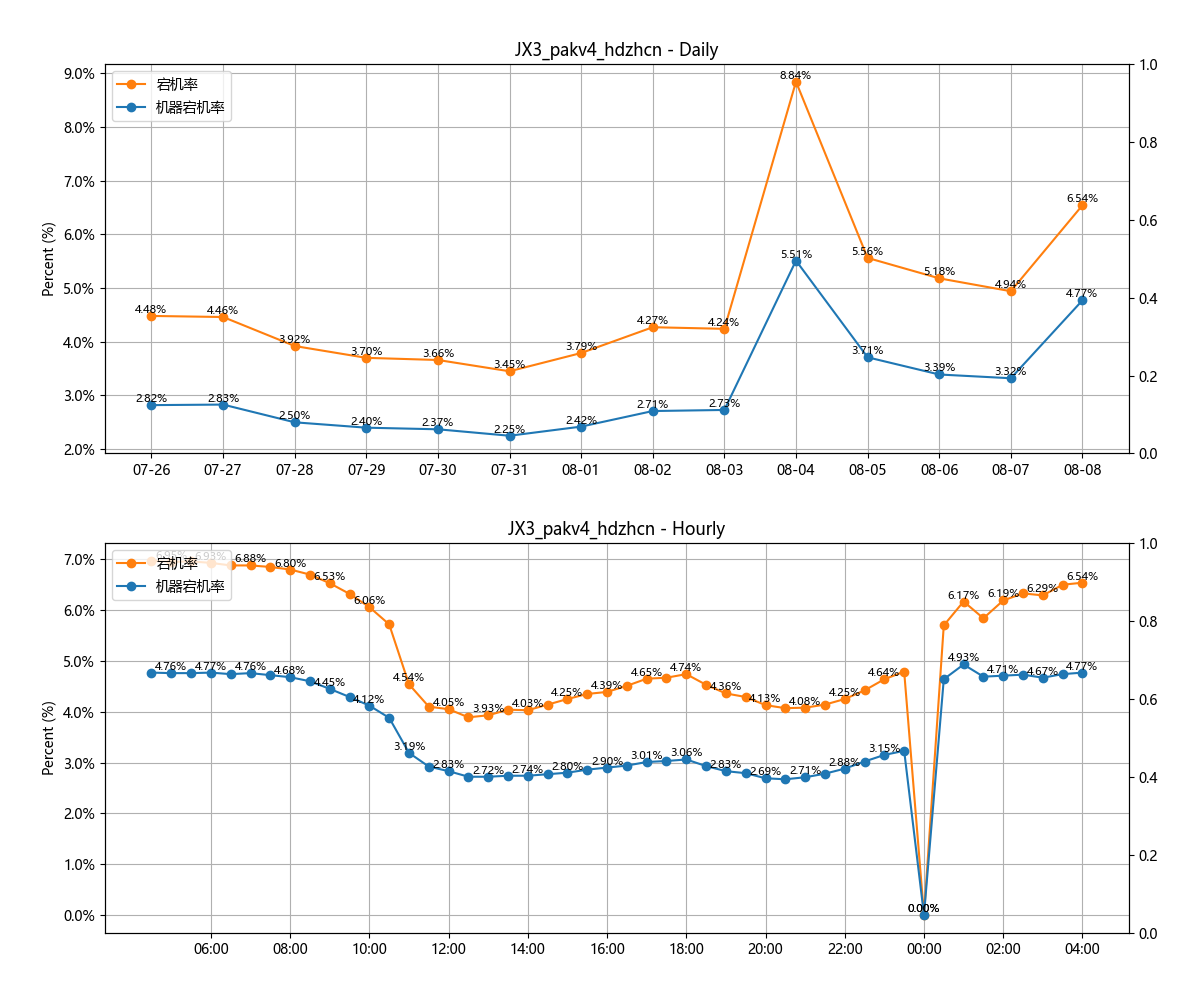 JX3_pakv4_hdzhcn - Daily
宕机率
机器宕机率
Percent (%)
9.0%
8.0%
7.0%
6.0%
5.0%
4.0%
3.0%
2.0%
1.0
0.8
0.6
0.4
0.2
0.0
4.48% 4.46% 3.92% 3.70% 3.66% 3.45% 3.79% 4.27% 4.24% 8.84% 5.56% 5.18% 4.94% 6.54%
2.82% 2.83% 2.50% 2.40% 2.37% 2.25% 2.42% 2.71% 2.73% 5.51% 3.71% 3.39% 3.32% 4.77%
07-26 07-27 07-28 07-29 07-30 07-31 08-01 08-02 08-03 08-04 08-05 08-06 08-07 08-08
JX3_pakv4_hdzhcn - Hourly
宕机率
机器宕机率
Percent (%)
7.0%
6.0%
5.0%
4.0%
3.0%
2.0%
1.0%
0.0%
1.0
0.8
0.6
0.4
0.2
0.0
6.93% 6.88% 6.80% 6.53% 6.06% 4.54% 4.05% 3.93% 4.03% 4.25% 4.39% 4.65% 4.74% 4.36% 4.13% 4.08% 4.25% 4.64% 0.00% 6.17% 6.19% 6.29% 6.54%
4.76% 4.77% 4.76% 4.68% 4.45% 4.12% 3.19% 2.83% 2.72% 2.74% 2.80% 2.90% 3.01% 3.06% 2.83% 2.69% 2.71% 2.88% 3.15% 0.00% 4.93% 4.71% 4.67% 4.77%
06:00 08:00 10:00 12:00 14:00 16:00 18:00 20:00 22:00 00:00 02:00 04:00